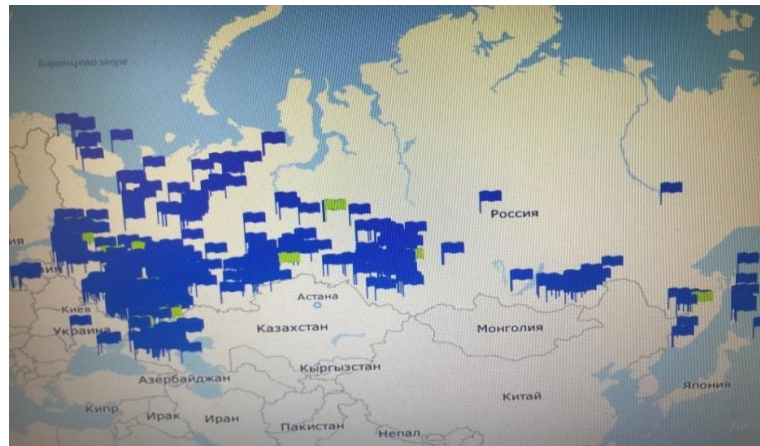 Баренцево море
Россия
Киев
Украина
Астана
Казахстан
Монголия
Азербайджан
Кыргызстан
Китай
Япония
Кипр
Ирак
Иран
Пакистан
Непал